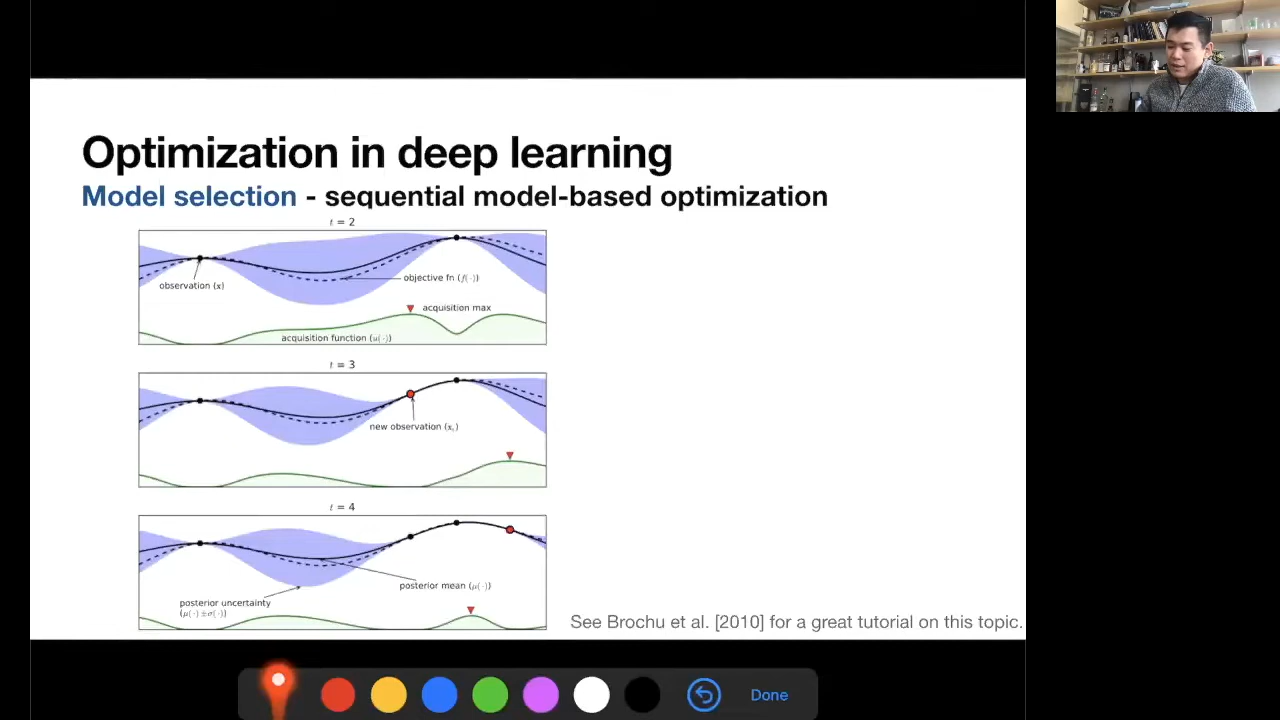 Optimization in deep learning
Model selection - sequential model-based optimization
t = 2
observation (x)
objective fn (f(·))
acquisition max
acquisition function (u(·))
t = 3
new observation (xₜ)
t = 4
posterior mean (μ(·))
posterior uncertainty
(μ(·) ±σ(·))
See Brochu et al. [2010] for a great tutorial on this topic.
Done